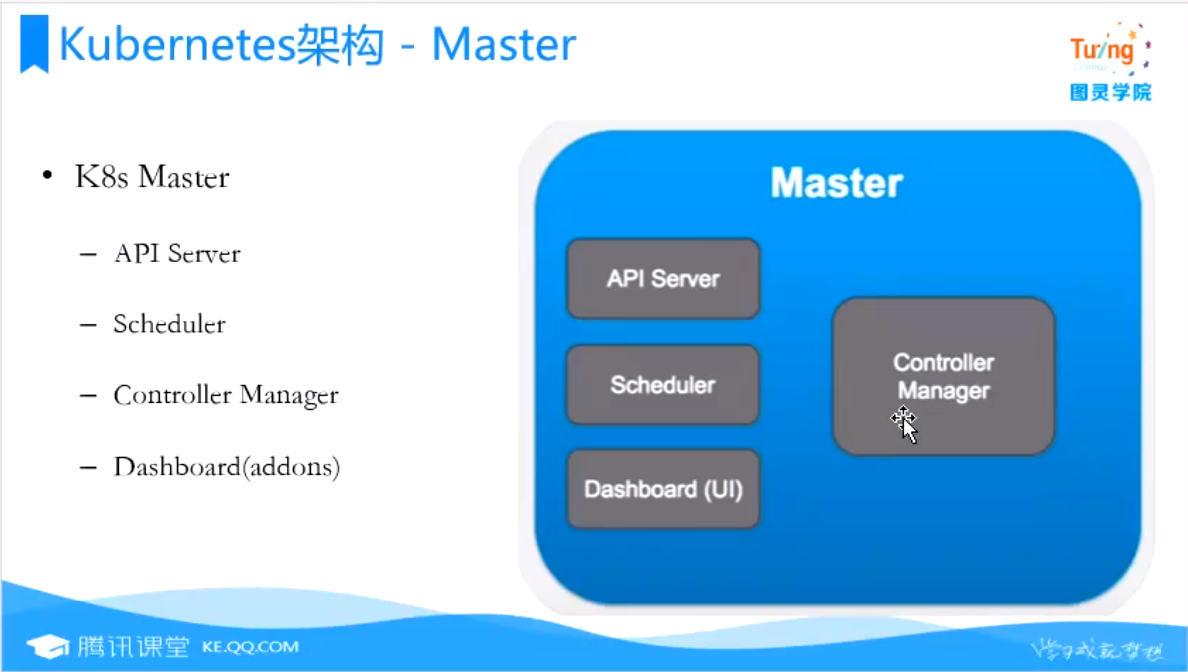 Kubernetes架构 - Master
Turing
图灵学院
• K8s Master
– API Server
– Scheduler
– Controller Manager
– Dashboard(addons)
Master
API Server
Scheduler
Dashboard (UI)
Controller
Manager
腾讯课堂 KE.QQ.COM
学习成就梦想